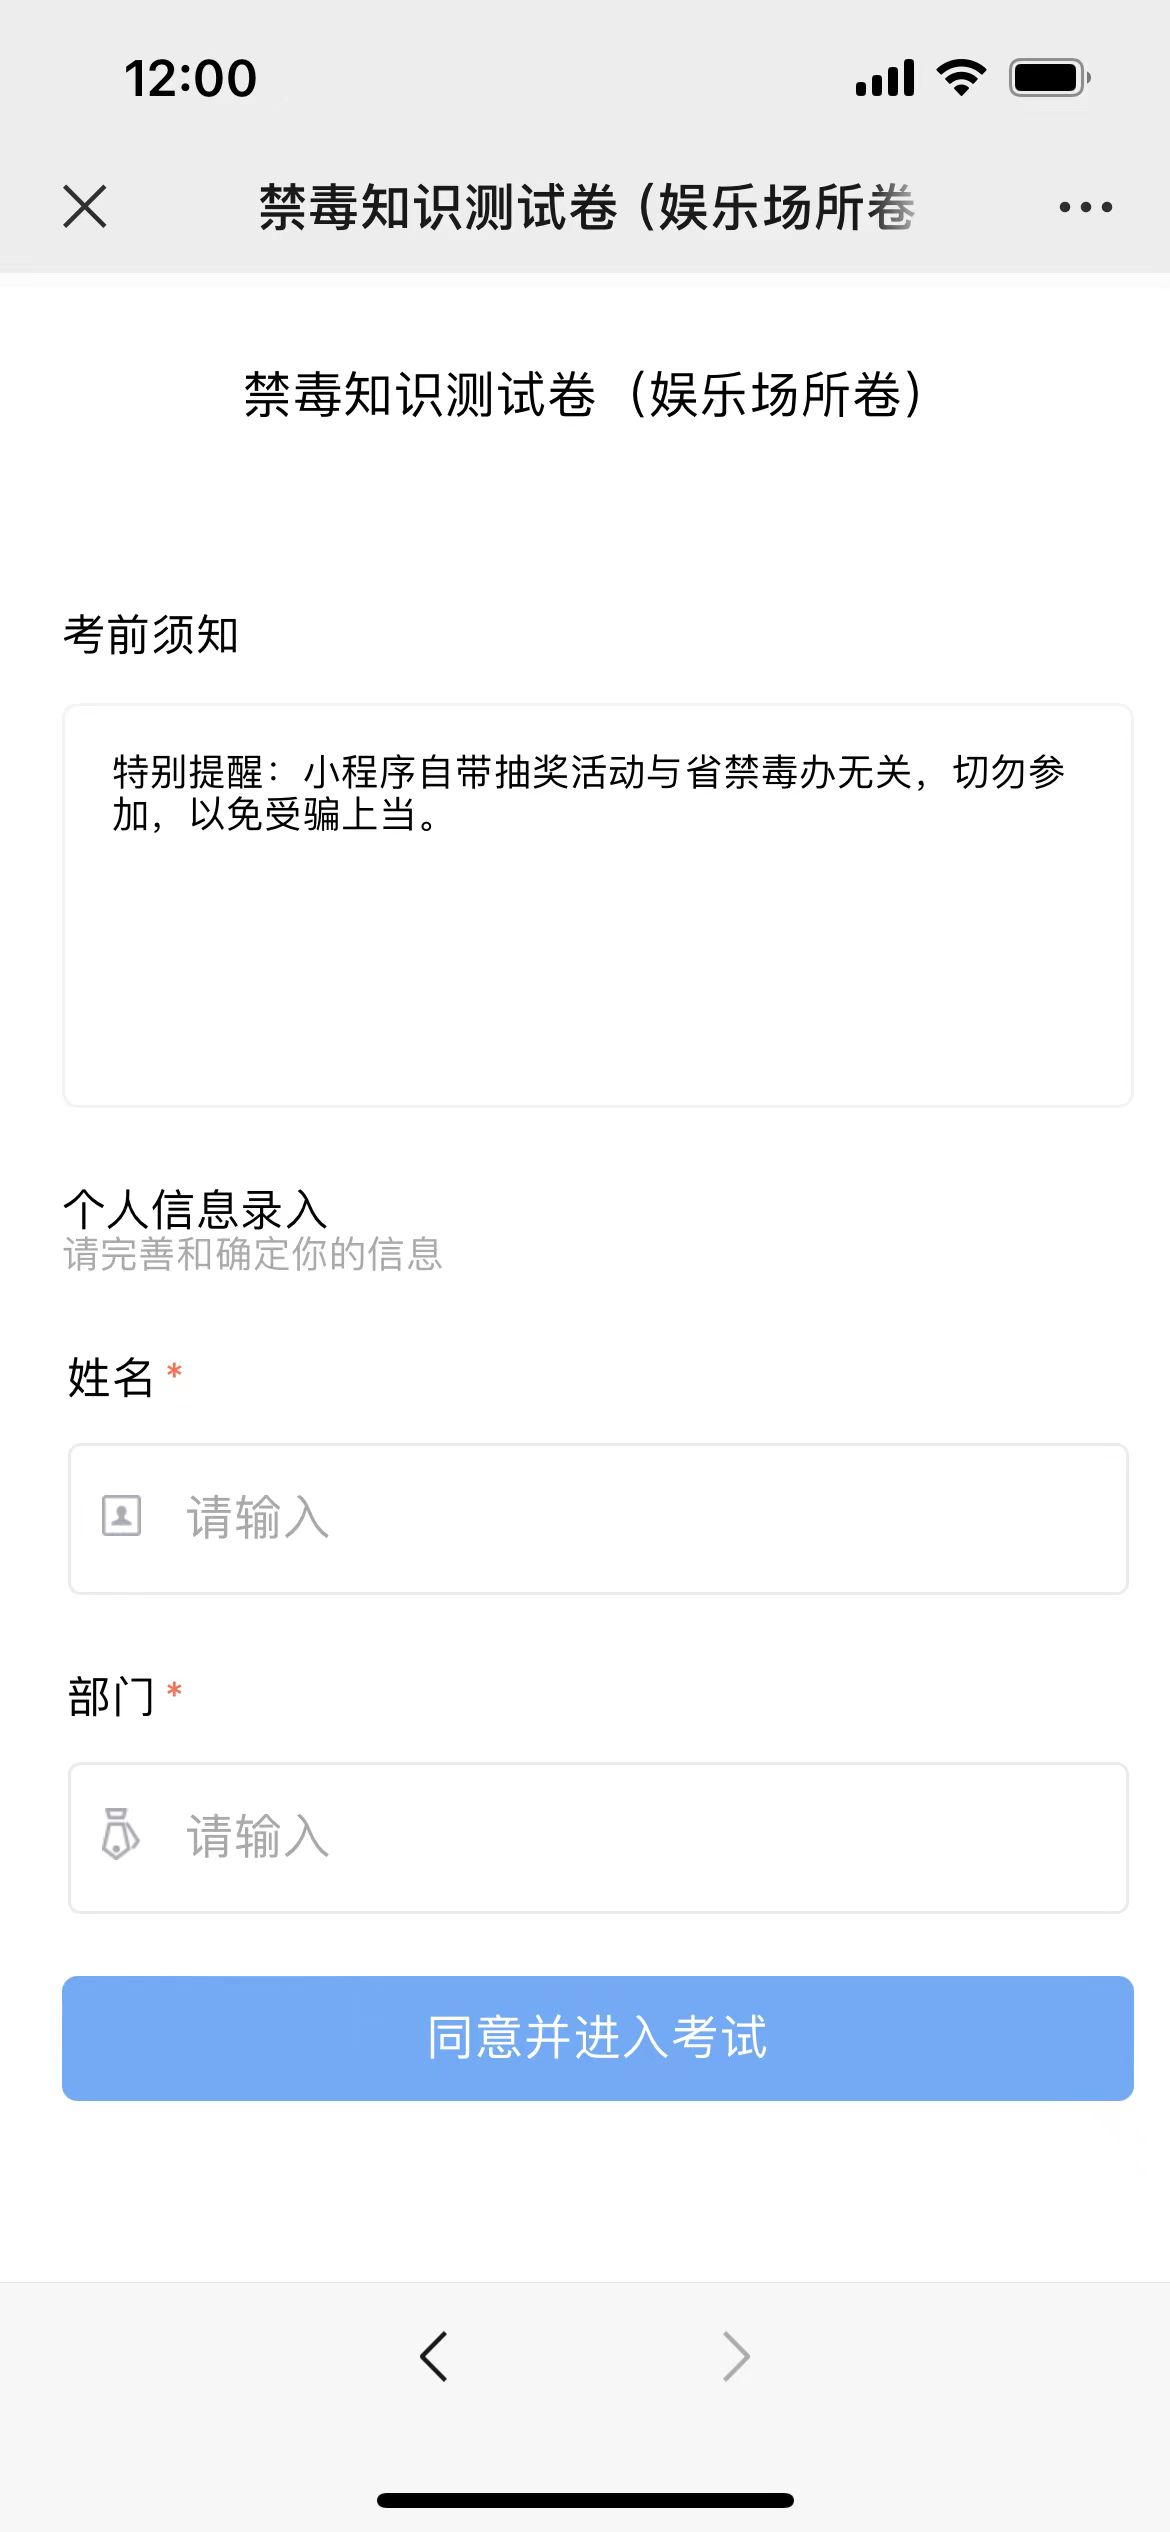 12:00
禁毒知识测试卷（娱乐场所卷
禁毒知识测试卷（娱乐场所卷）
考前须知
特别提醒：小程序自带抽奖活动与省禁毒办无关，切勿参
加，以免受骗上当。
个人信息录入
请完善和确定你的信息
姓名*
请输入
部门*
请输入
同意并进入考试